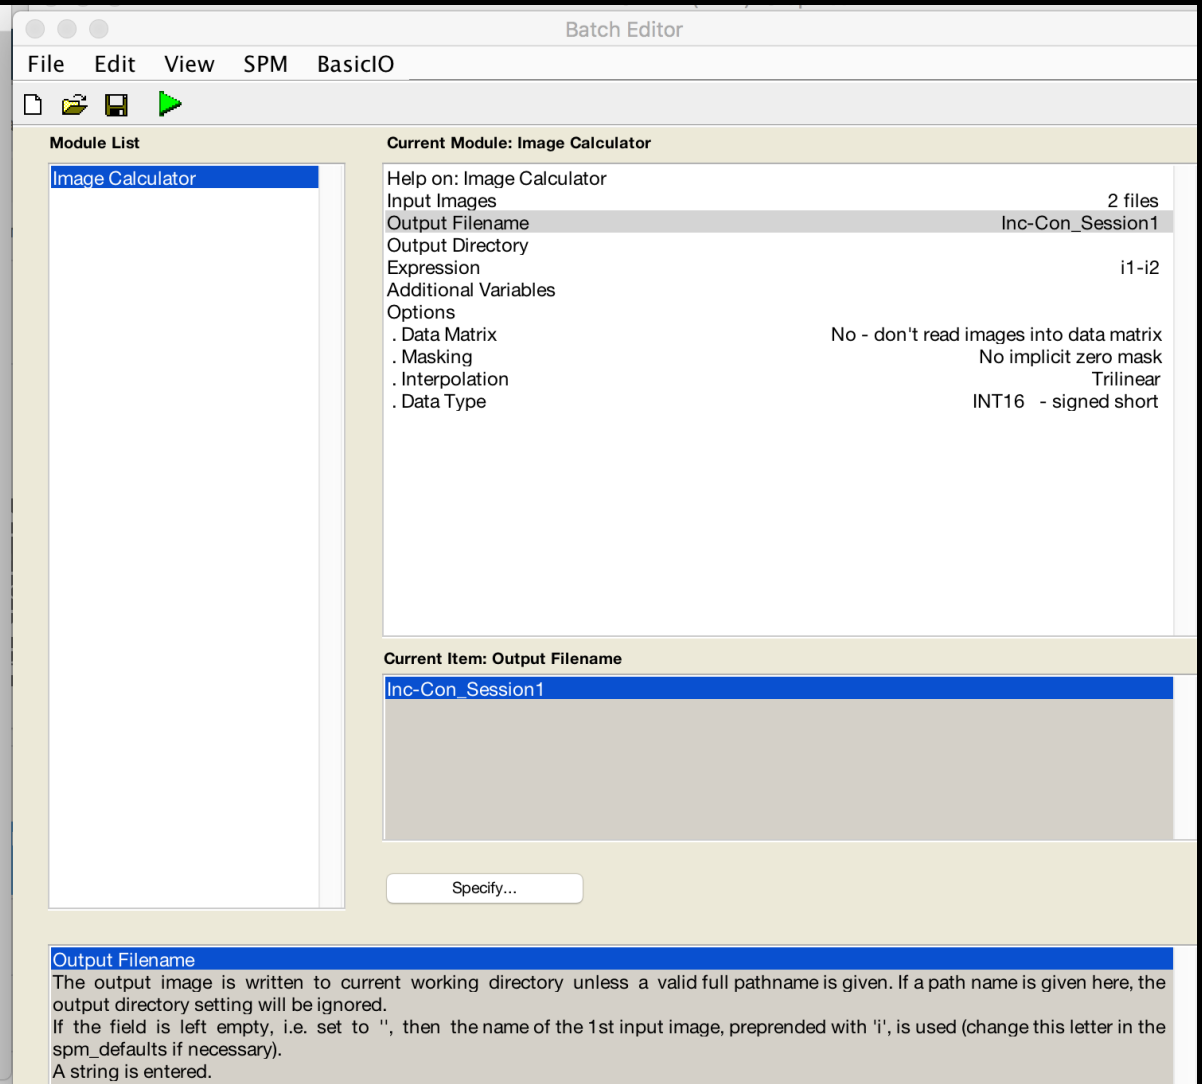 Batch Editor
File Edit View SPM BasicIO
Module List
Image Calculator
Current Module: Image Calculator
Help on: Image Calculator
Input Images 2 files
Output Filename Inc-Con_Session1
Output Directory
Expression i1-i2
Additional Variables
Options
. Data Matrix No - don't read images into data matrix
. Masking No implicit zero mask
. Interpolation Trilinear
. Data Type INT16 - signed short
Current Item: Output Filename
Inc-Con_Session1
Specify...
Output Filename
The output image is written to current working directory unless a valid full pathname is given. If a path name is given here, the
output directory setting will be ignored.
If the field is left empty, i.e. set to '', then the name of the 1st input image, preprended with 'i', is used (change this letter in the
spm_defaults if necessary).
A string is entered.